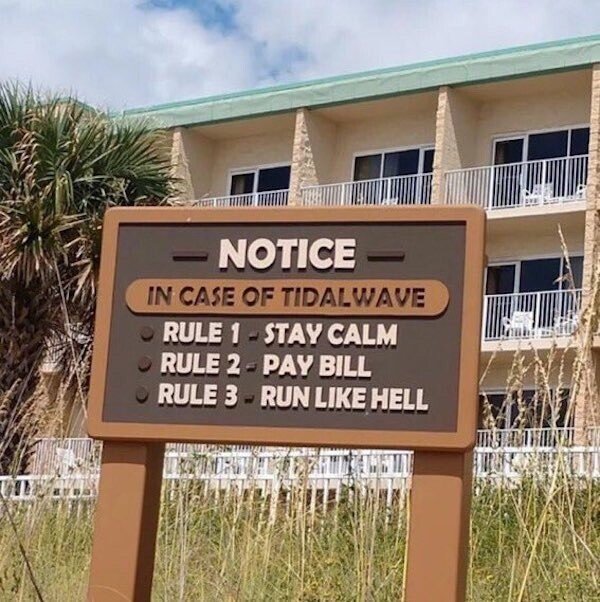 NOTICE
IN CASE OF TIDALWAVE
RULE 1 - STAY CALM
RULE 2 - PAY BILL
RULE 3 - RUN LIKE HELL